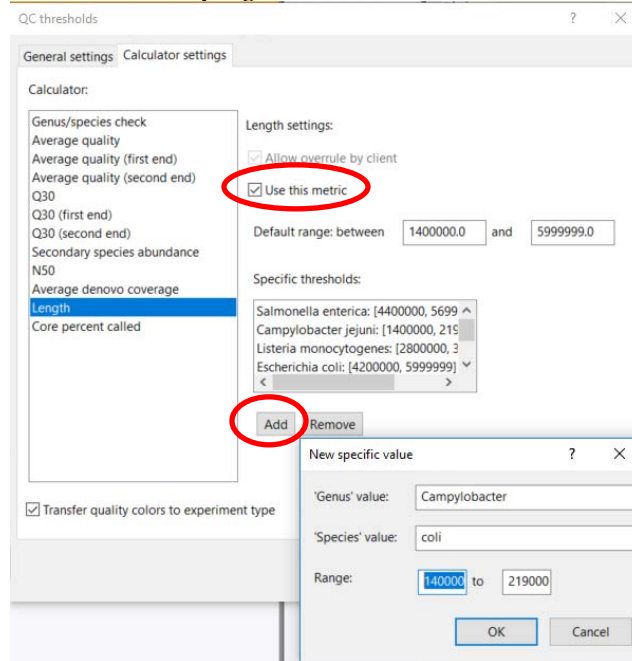 QC thresholds
? ×
General settings Calculator settings
Calculator:
Genus/species check
Average quality
Average quality (first end)
Average quality (second end)
Q30
Q30 (first end)
Q30 (second end)
Secondary species abundance
N50
Average denovo coverage
Length
Core percent called
Length settings:
Allow overrule by client
Use this metric
Default range: between 1400000.0 and 5999999.0
Specific thresholds:
Salmonella enterica: [4400000, 5699
Campylobacter jejuni: [1400000, 219
Listeria monocytogenes: [2800000, 3
Escherichia coli: [4200000, 5999999]
Add Remove
Transfer quality colors to experiment type
New specific value ? ×
'Genus' value: Campylobacter
'Species' value: coli
Range: 140000 to 219000
OK Cancel